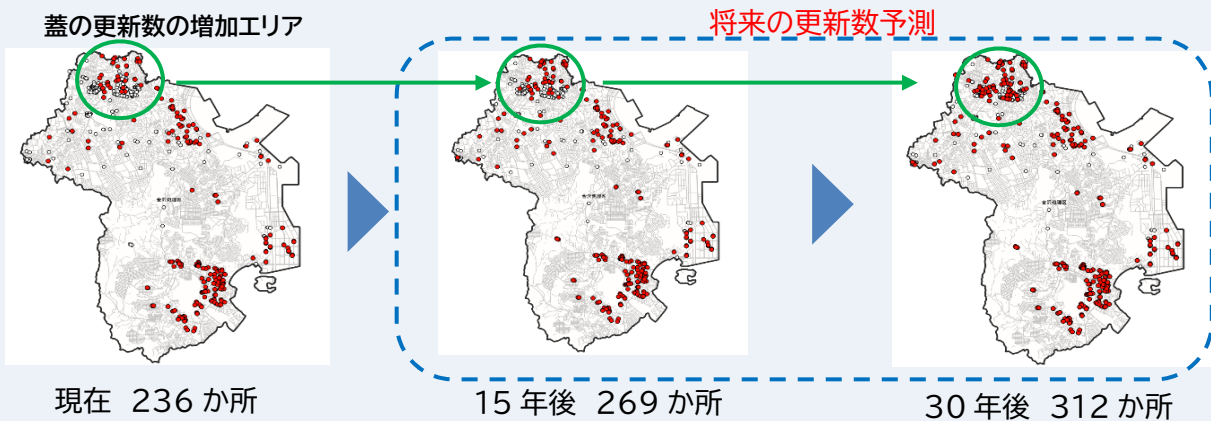 蓋の更新数の増加エリア
将来の更新数予測
現在 236 か所
15 年後 269 か所
30 年後 312 か所